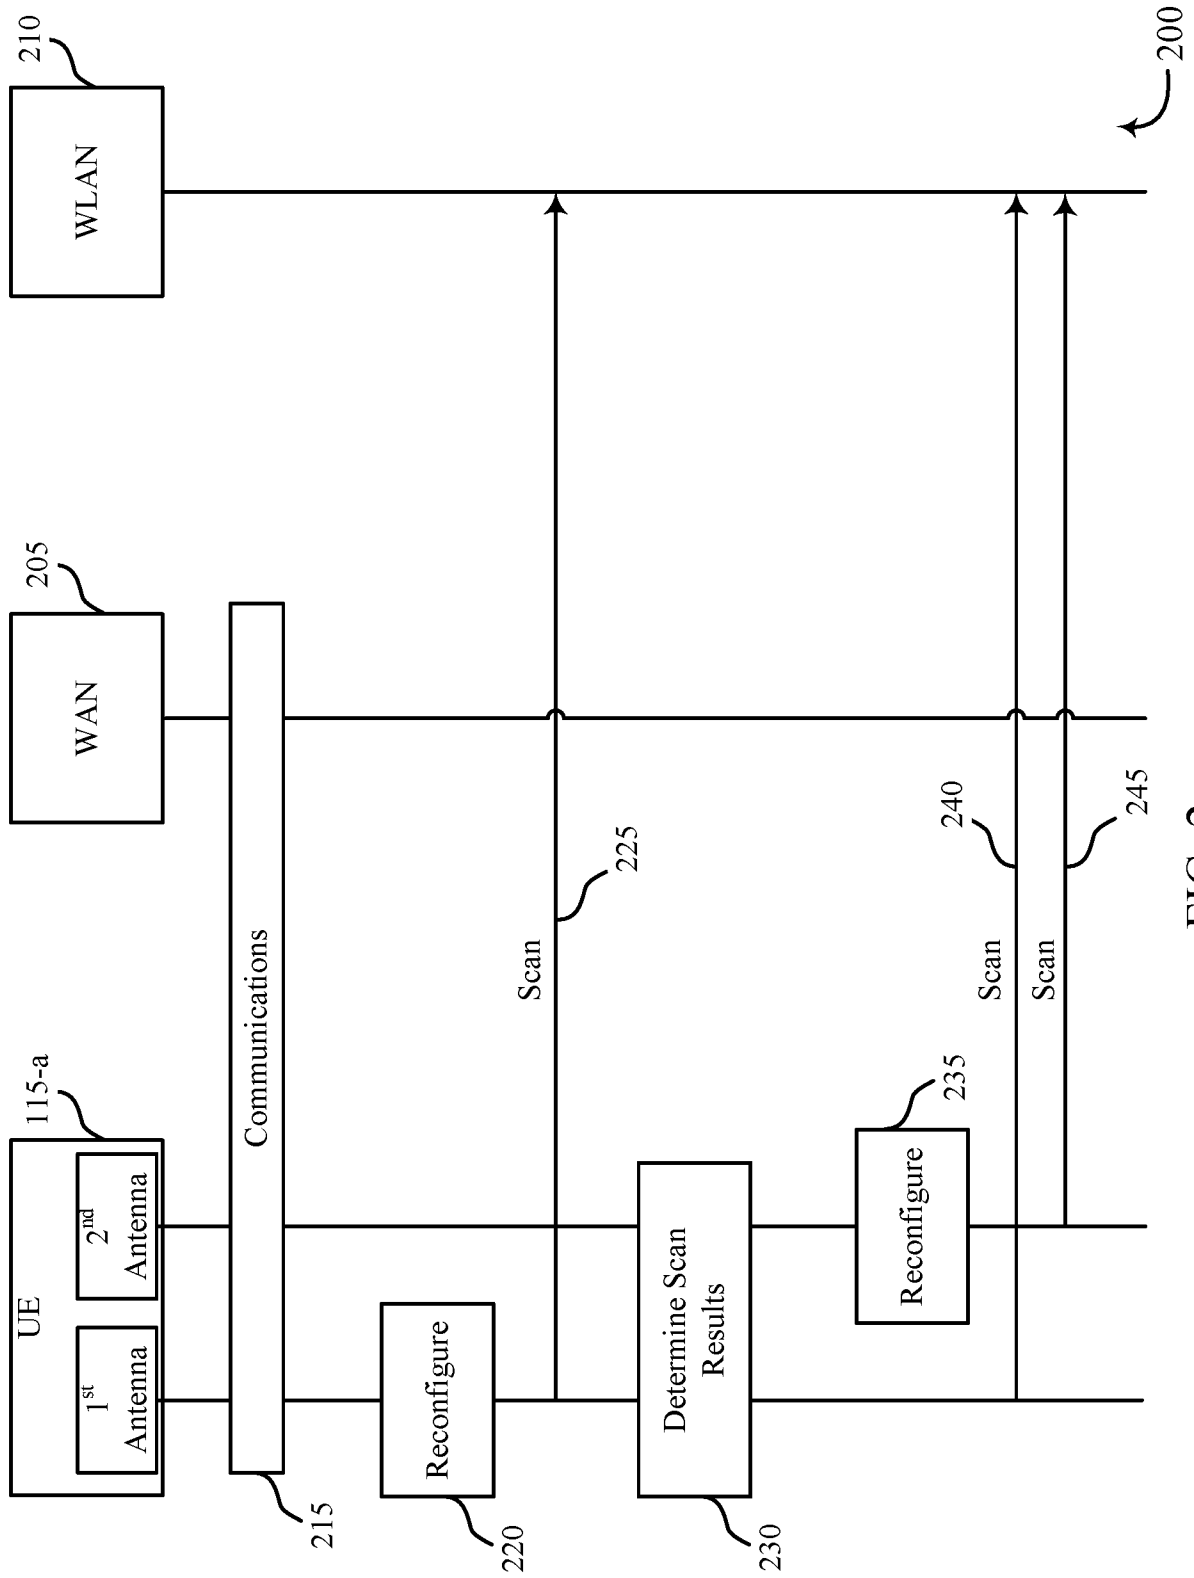 UE
115-a
1st
Antenna
2nd
Antenna
WAN
205
WLAN
210
Communications
215
Reconfigure
220
Scan
225
Determine Scan
Results
230
Reconfigure
235
Scan
240
Scan
245
200